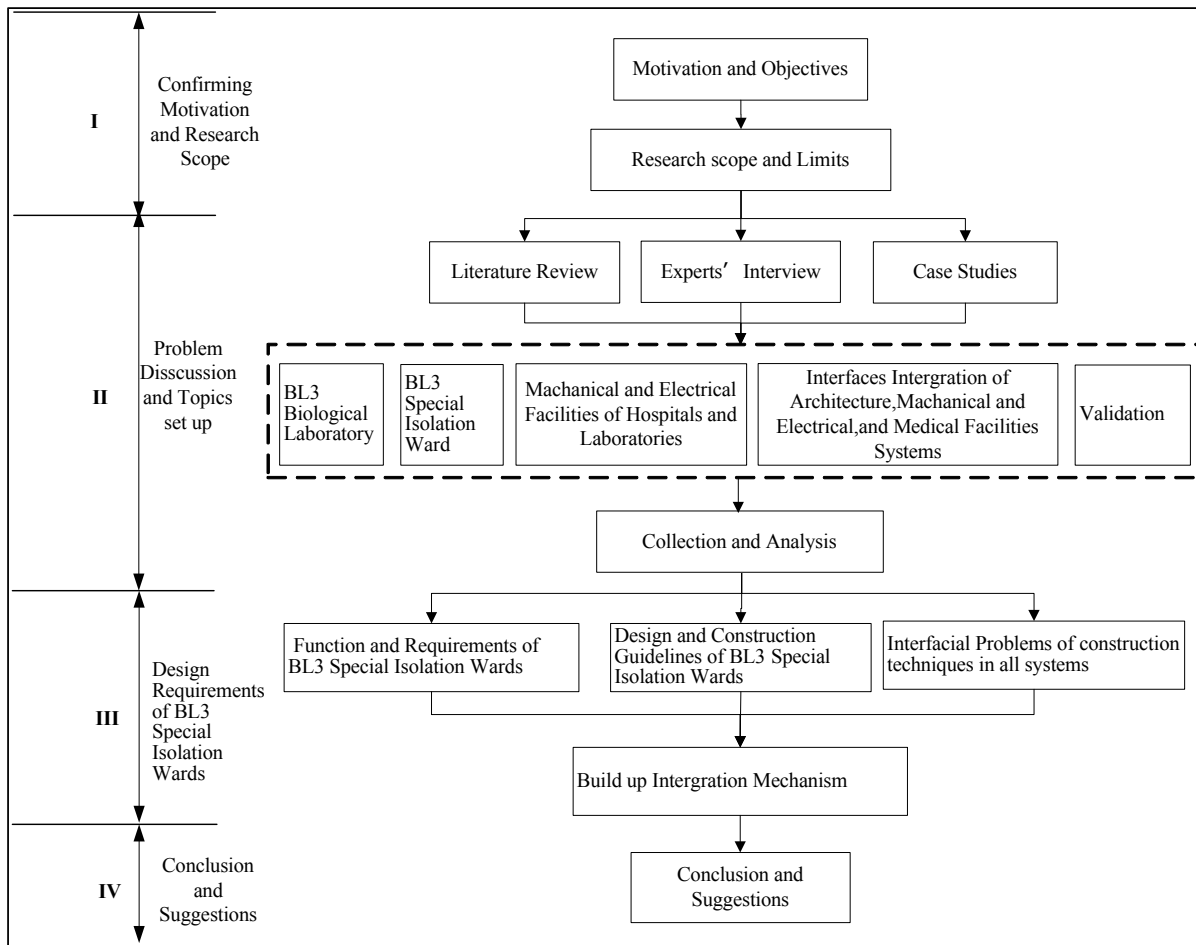 I
Confirming
Motivation
and Research
Scope
Motivation and Objectives
Research scope and Limits
II
Problem
Disscussion
and Topics
set up
Literature Review
Experts’ Interview
Case Studies
BL3
Biological
Laboratory
BL3
Special
Isolation
Ward
Machanical and Electrical
Facilities of Hospitals and
Laboratories
Interfaces Intergration of
Architecture,Machanical and
Electrical,and Medical Facilities
Systems
Validation
Collection and Analysis
III
Design
Requirements
of BL3
Special
Isolation
Wards
Function and Requirements of
BL3 Special Isolation Wards
Design and Construction
Guidelines of BL3 Special
Isolation Wards
Interfacial Problems of construction
techniques in all systems
Build up Intergration Mechanism
IV
Conclusion
and
Suggestions
Conclusion and
Suggestions